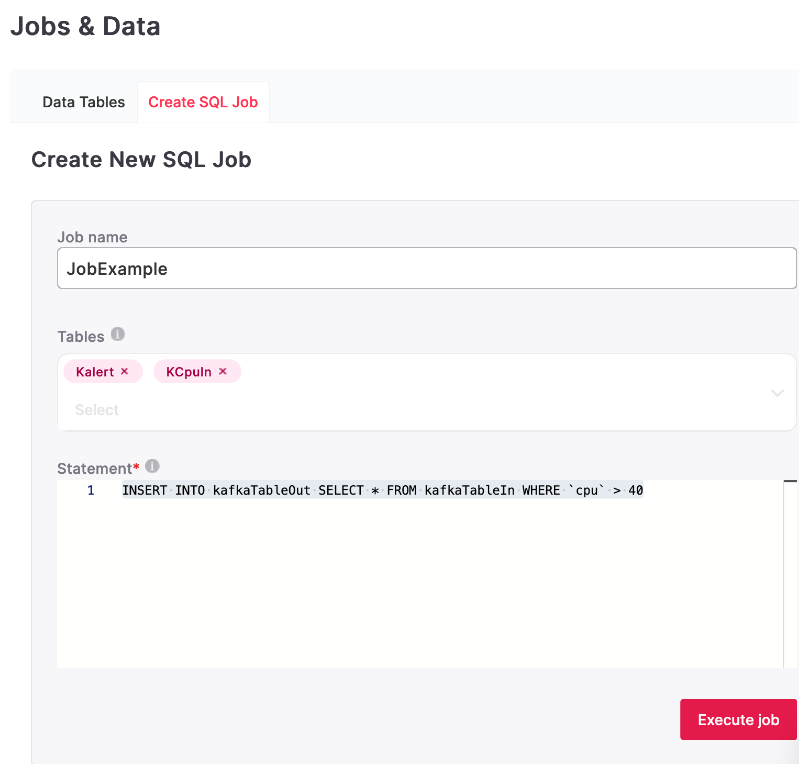 Jobs & Data
Data Tables Create SQL Job
Create New SQL Job
Job name
JobExample
Tables
Kalert × KCpuIn ×
Select
Statement*
1 INSERT INTO kafkaTableOut SELECT * FROM kafkaTableIn WHERE `cpu` > 40
Execute job